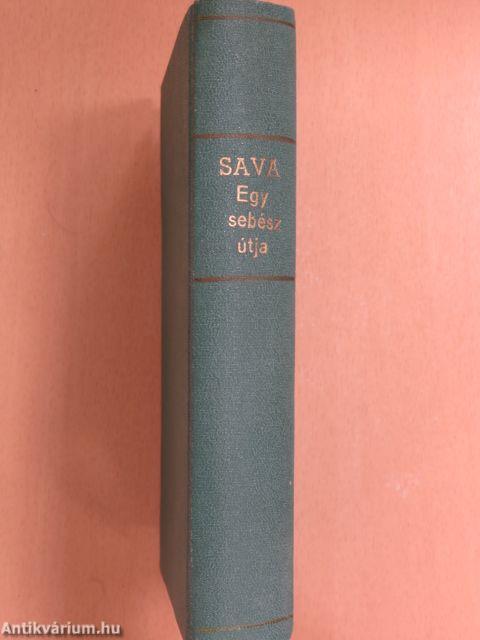 SAVA
Egy
sebész
útja
Antikvárium.hu